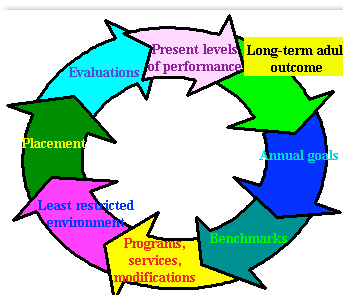 Present levels
of performance
Long-term adul
outcome
Annual goals
Benchmarks
Programs,
services,
modifications
Least restricted
environment
Placement
Evaluations